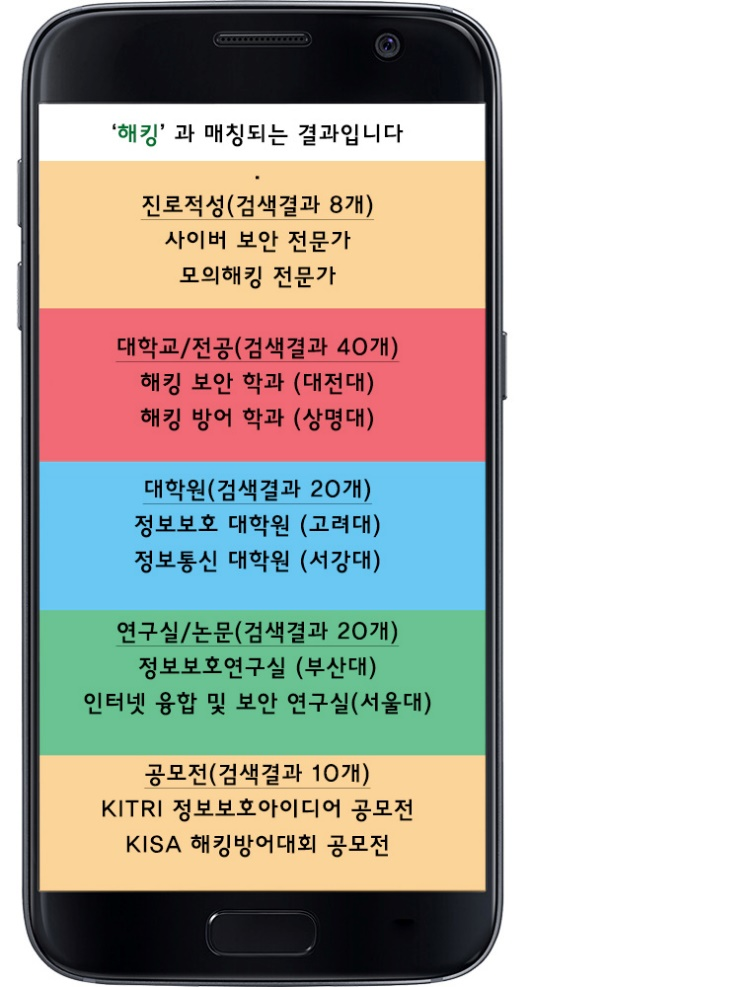 ‘해킹’ 과 매칭되는 결과입니다
.
진로적성(검색결과 8개)
사이버 보안 전문가
모의해킹 전문가
대학교/전공(검색결과 40개)
해킹 보안 학과 (대전대)
해킹 방어 학과 (상명대)
대학원(검색결과 20개)
정보보호 대학원 (고려대)
정보통신 대학원 (서강대)
연구실/논문(검색결과 20개)
정보보호연구실 (부산대)
인터넷 융합 및 보안 연구실(서울대)
공모전(검색결과 10개)
KITRI 정보보호아이디어 공모전
KISA 해킹방어대회 공모전